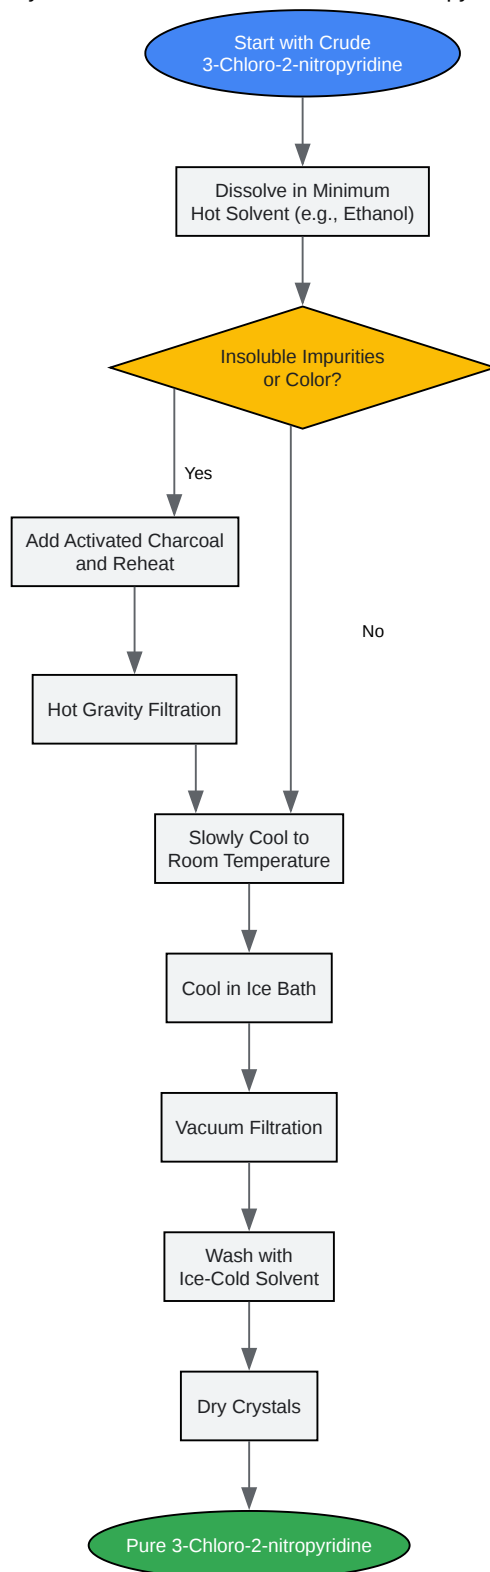 Start with Crude
3-Chloro-2-nitropyridine
Dissolve in Minimum
Hot Solvent (e.g., Ethanol)
Insoluble Impurities
or Color?
Yes
Add Activated Charcoal
and Reheat
No
Hot Gravity Filtration
Slowly Cool to
Room Temperature
Cool in Ice Bath
Vacuum Filtration
Wash with
Ice-Cold Solvent
Dry Crystals
Pure 3-Chloro-2-nitropyridine